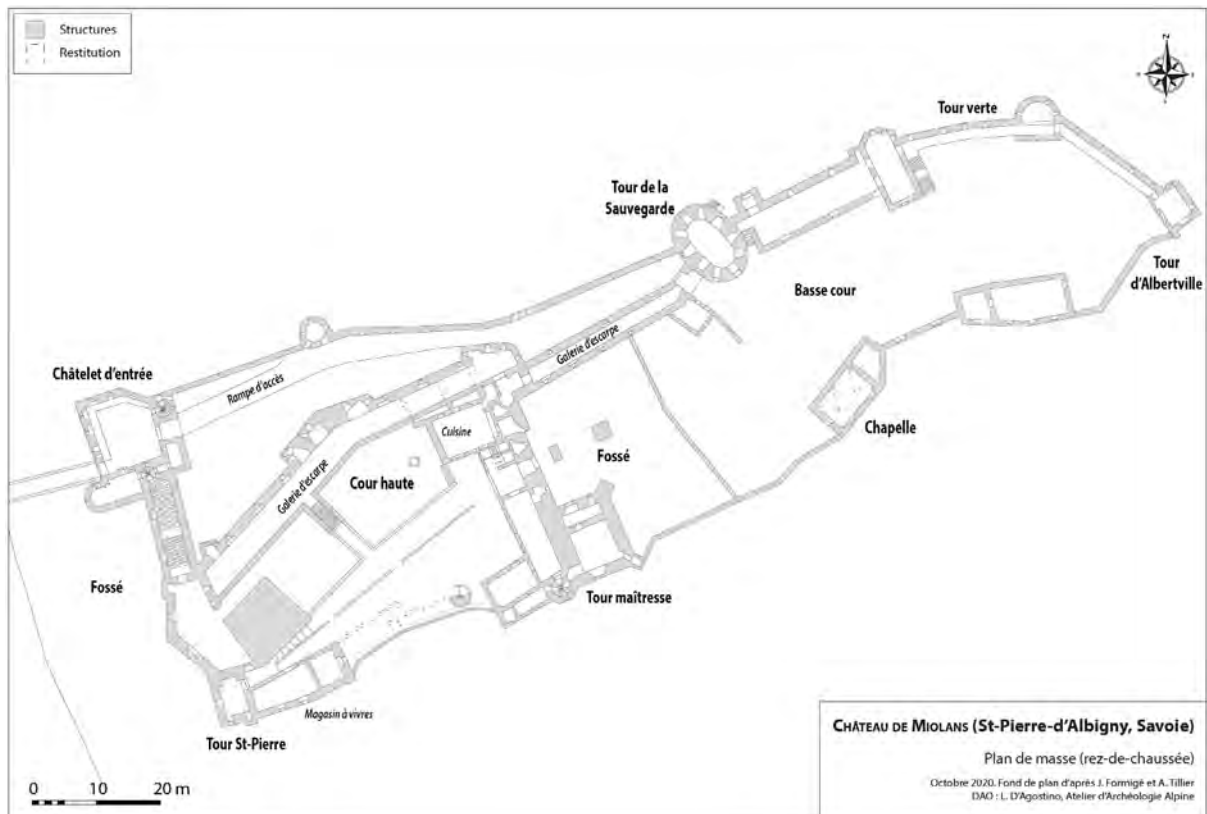 Structures
Restitution
N
Tour verte
Tour de la
Sauvegarde
Tour
d'Albertville
Basse cour
Galerie d'escarpe
Châtelet d'entrée
Rampe d'accès
Chapelle
Cuisine
Fossé
Cour haute
Galerie d'escarpe
Fossé
Tour maîtresse
Magasin à vivres
Tour St-Pierre
0 10 20 m
CHÂTEAU DE MIOLANS (St-Pierre-d'Albigny, Savoie)
Plan de masse (rez-de-chaussée)
Octobre 2020. Fond de plan d'après J. Formigé et A. Tillier
DAO : L. D'Agostino, Atelier d'Archéologie Alpine